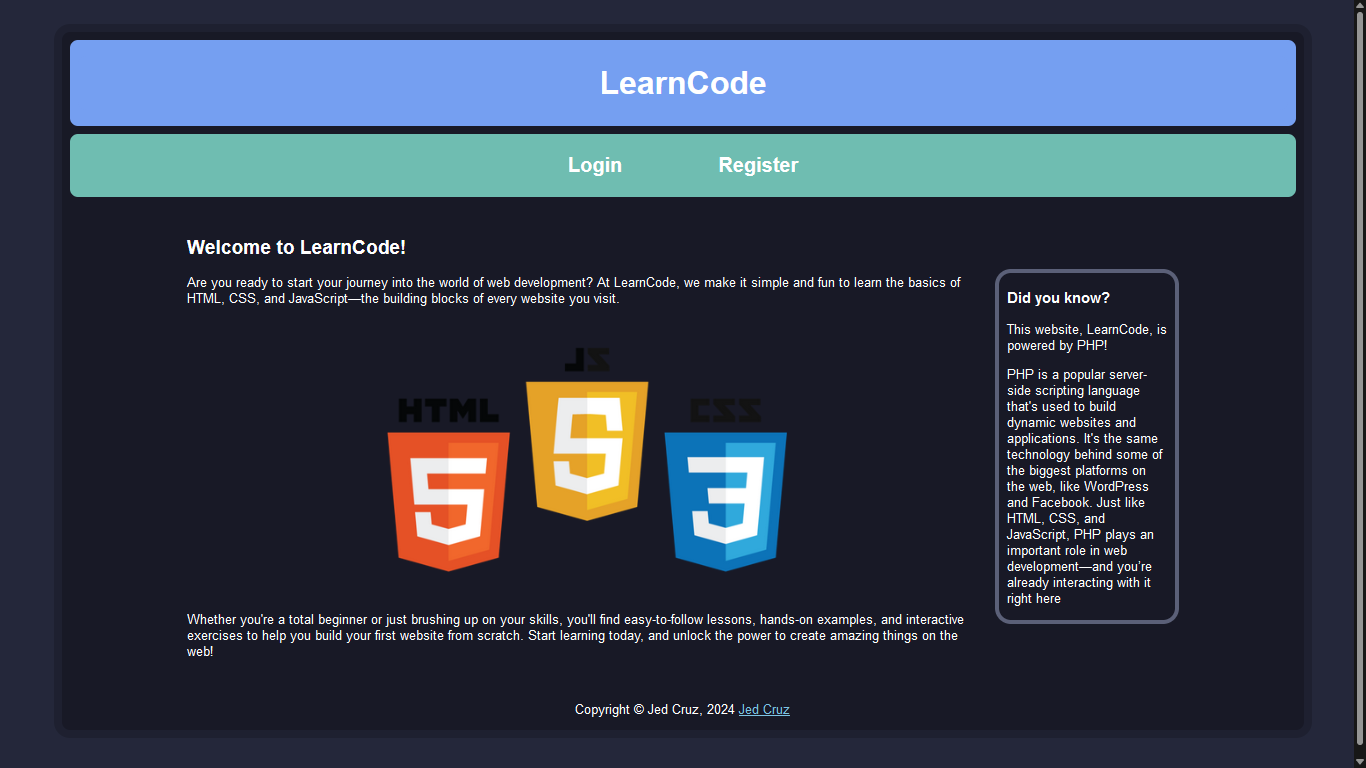 LearnCode
Login Register
Welcome to LearnCode!
Are you ready to start your journey into the world of web development? At LearnCode, we make it simple and fun to learn the basics of
HTML, CSS, and JavaScript—the building blocks of every website you visit.
JS
HTML
CSS
5
5
3
Whether you're a total beginner or just brushing up on your skills, you'll find easy-to-follow lessons, hands-on examples, and interactive
exercises to help you build your first website from scratch. Start learning today, and unlock the power to create amazing things on the
web!
Did you know?
This website, LearnCode, is
powered by PHP!
PHP is a popular server-
side scripting language
that's used to build
dynamic websites and
applications. It's the same
technology behind some of
the biggest platforms on
the web, like WordPress
and Facebook. Just like
HTML, CSS, and
JavaScript, PHP plays an
important role in web
development—and you're
already interacting with it
right here
Copyright © Jed Cruz, 2024 Jed Cruz